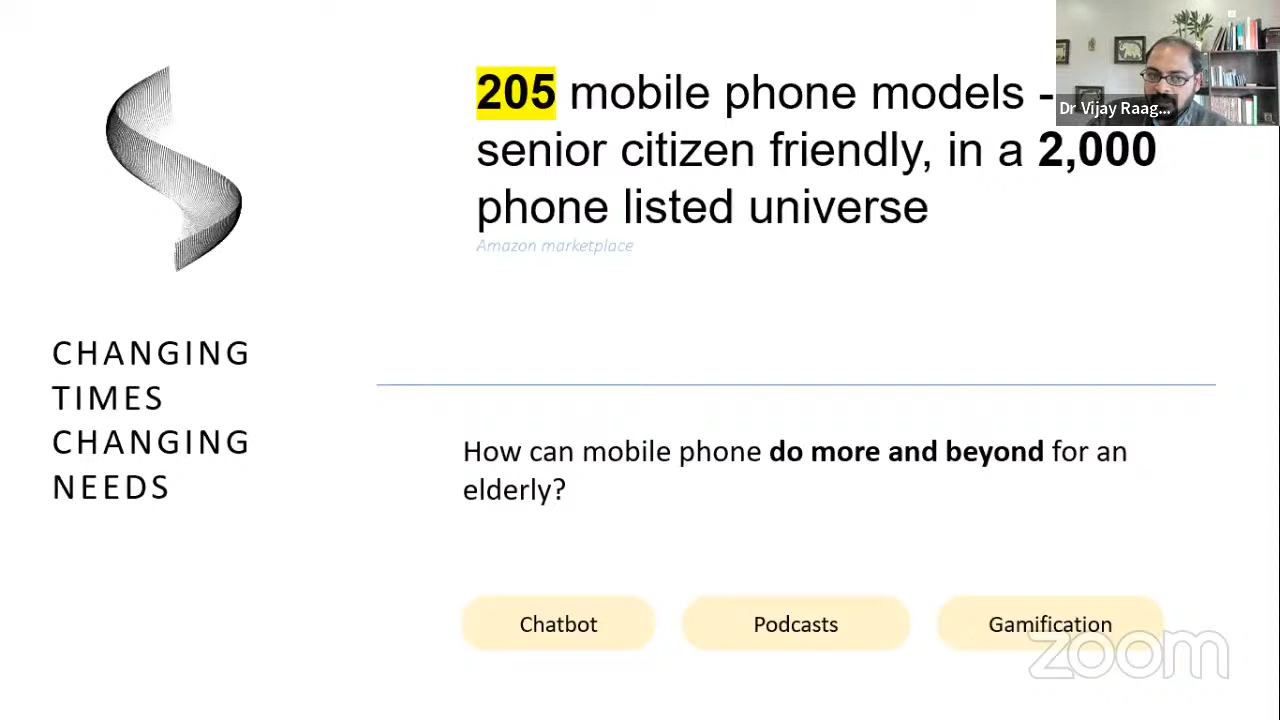 205 mobile phone models -
senior citizen friendly, in a 2,000
phone listed universe
Amazon marketplace
Dr Vijay Raag...
CHANGING
TIMES
CHANGING
NEEDS
How can mobile phone do more and beyond for an
elderly?
Chatbot
Podcasts
Gamification
zoom